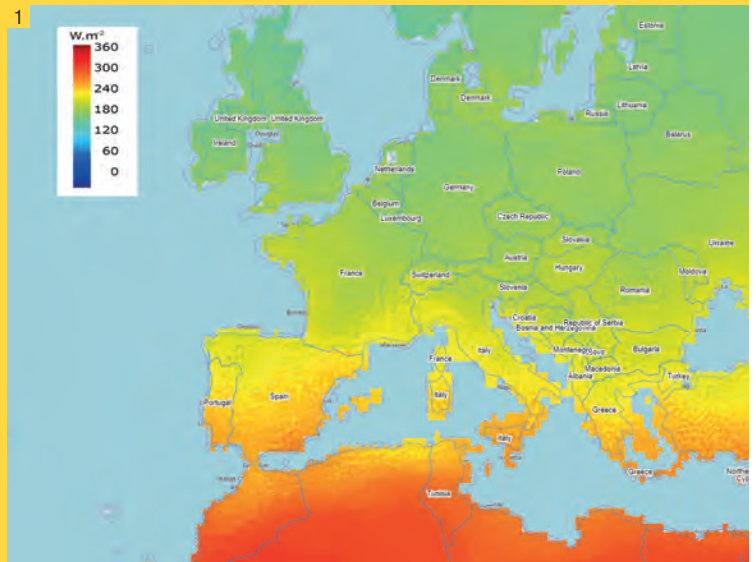 1
W.m-2
360
300
240
180
120
60
0
Estonia
Latvia
Denmark
Denmark
Lithuania
Russia
United Kingdom
United Kingdom
Douglas
Belarus
Ireland
Netherlands
Poland
Germany
Belgium
Luxembourg
Czech Republic
Slovakia
Ukraine
Austria
France
Switzerland
Hungary
Moldova
Slovenia
Romania
Croatia
Republic of Serbia
Bosnia and Herzegovina
Italy
Montenegro
Bulgaria
France
Macedonia
Albania
Turkey
Spain
Portugal
Italy
Greece
Italy
Greece
Tunisia